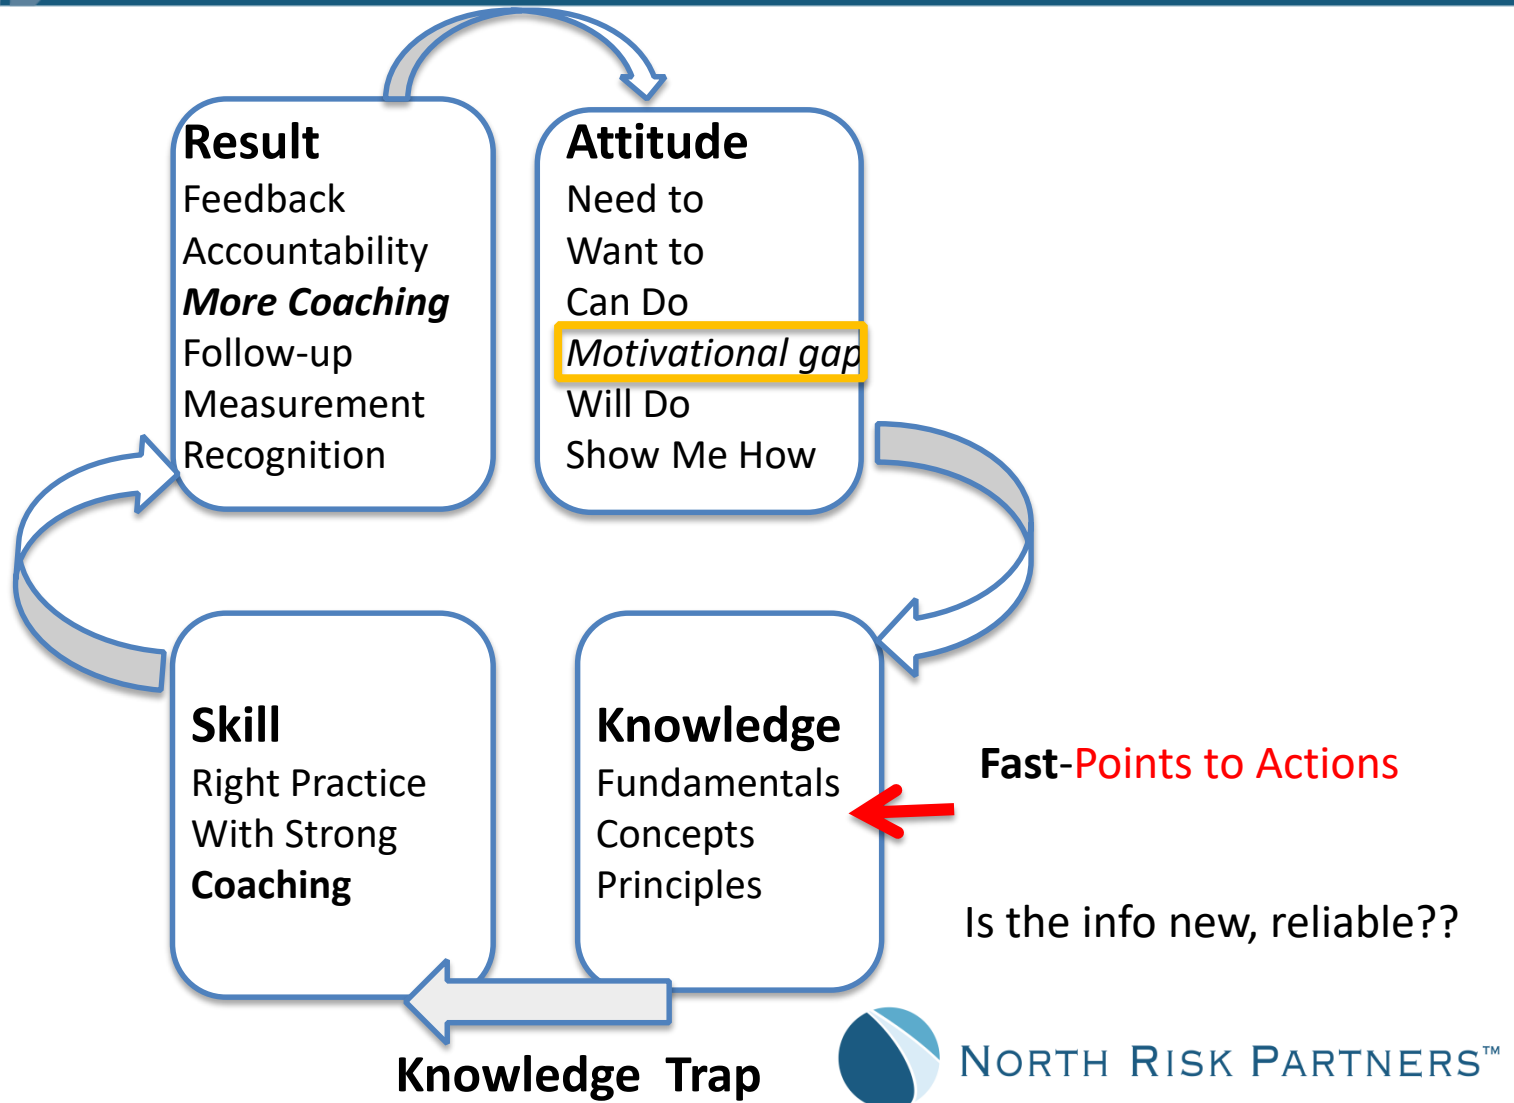 Result
Feedback
Accountability
More Coaching
Follow-up
Measurement
Recognition
Attitude
Need to
Want to
Can Do
Motivational gap
Will Do
Show Me How
Skill
Right Practice
With Strong
Coaching
Knowledge
Fundamentals
Concepts
Principles
Fast-Points to Actions
Is the info new, reliable??
Knowledge Trap
NORTH RISK PARTNERS™